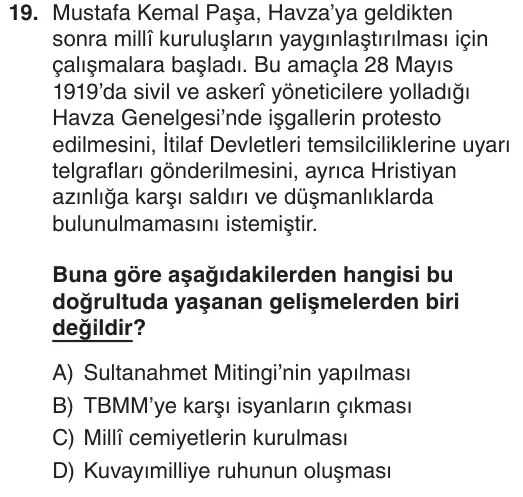 19. Mustafa Kemal Paşa, Havza’ya geldikten
sonra millî kuruluşların yaygınlaştırılması için
çalışmalara başladı. Bu amaçla 28 Mayıs
1919’da sivil ve askerî yöneticilere yolladığı
Havza Genelgesi’nde işgallerin protesto
edilmesini, İtilaf Devletleri temsilciliklerine uyarı
telgrafları gönderilmesini, ayrıca Hristiyan
azınlığa karşı saldırı ve düşmanlıklarda
bulunulmamasını istemiştir.
Buna göre aşağıdakilerden hangisi bu
doğrultuda yaşanan gelişmelerden biri
değildir?
A) Sultanahmet Mitingi’nin yapılması
B) TBMM’ye karşı isyanların çıkması
C) Millî cemiyetlerin kurulması
D) Kuvayımilliye ruhunun oluşması